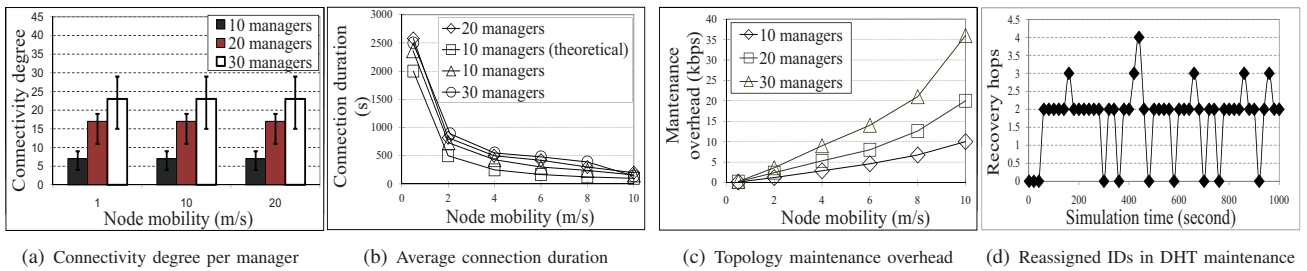 45
40
35
30
25
20
15
10
5
0
Connectivity degree
10 managers
20 managers
30 managers
1
10
20
Node mobility (m/s)
(a) Connectivity degree per manager
3000
2500
2000
1500
1000
500
0
Connection duration
(s)
20 managers
10 managers (theoretical)
10 managers
30 managers
0
2
4
6
8
10
Node mobility (m/s)
(b) Average connection duration
40
35
30
25
20
15
10
5
0
Mantenance
overhead (kbps)
10 managers
20 managers
30 managers
0
2
4
6
8
10
Node mobility (m/s)
(c) Topology maintenance overhead
4.5
4
3.5
3
2.5
2
1.5
1
0.5
0
Recovery hops
0
200
400
600
800
1000
Simulation time (second)
(d) Reassigned IDs in DHT maintenance